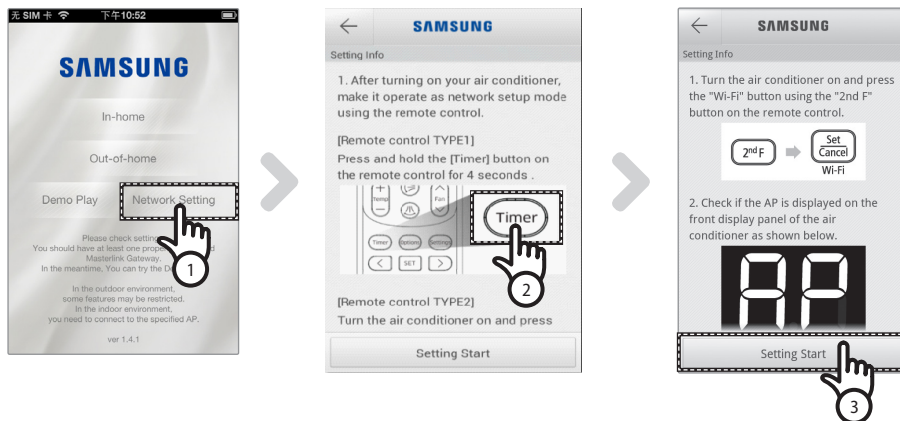 无 SIM 卡 下午10:52
SAMSUNG
In-home
Out-of-home
Demo Play Network Setting
Please check setting
You should have at least one
Masterlink Gateway.
In the meantime, You can try the
In the outdoor environment,
some features may be restricted.
In the indoor environment,
you need to connect to the specified AP.
ver 1.4.1
1
SAMSUNG
Setting Info
1. After turning on your air conditioner,
make it operate as network setup mode
using the remote control.
[Remote control TYPE1]
Press and hold the [Timer] button on
the remote control for 4 seconds .
Temp Fan
Timer
Timer Options Settings
SET
2
[Remote control TYPE2]
Turn the air conditioner on and press
Setting Start
SAMSUNG
Setting Info
1. Turn the air conditioner on and press
the "Wi-Fi" button using the "2nd F"
button on the remote control.
2nd F Set
Cancel
Wi-Fi
2. Check if the AP is displayed on the
front display panel of the air
conditioner as shown below.
AP
Setting Start
3